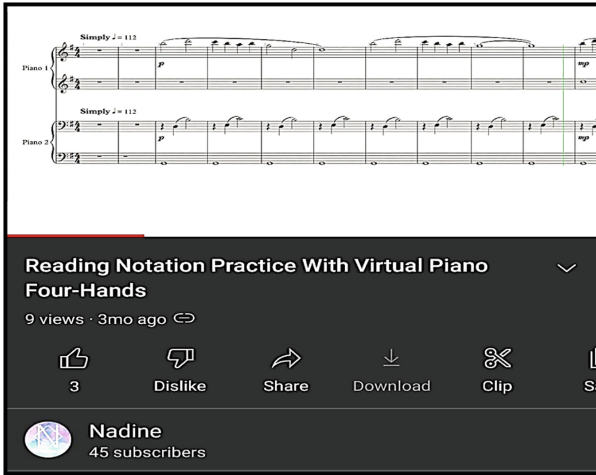 Simply ♩= 112
Piano 1
p
mp
Simply ♩= 112
Piano 2
p
mp
Reading Notation Practice With Virtual Piano
Four-Hands
9 views · 3mo ago
3
Dislike
Share
Download
Clip
Nadine
45 subscribers